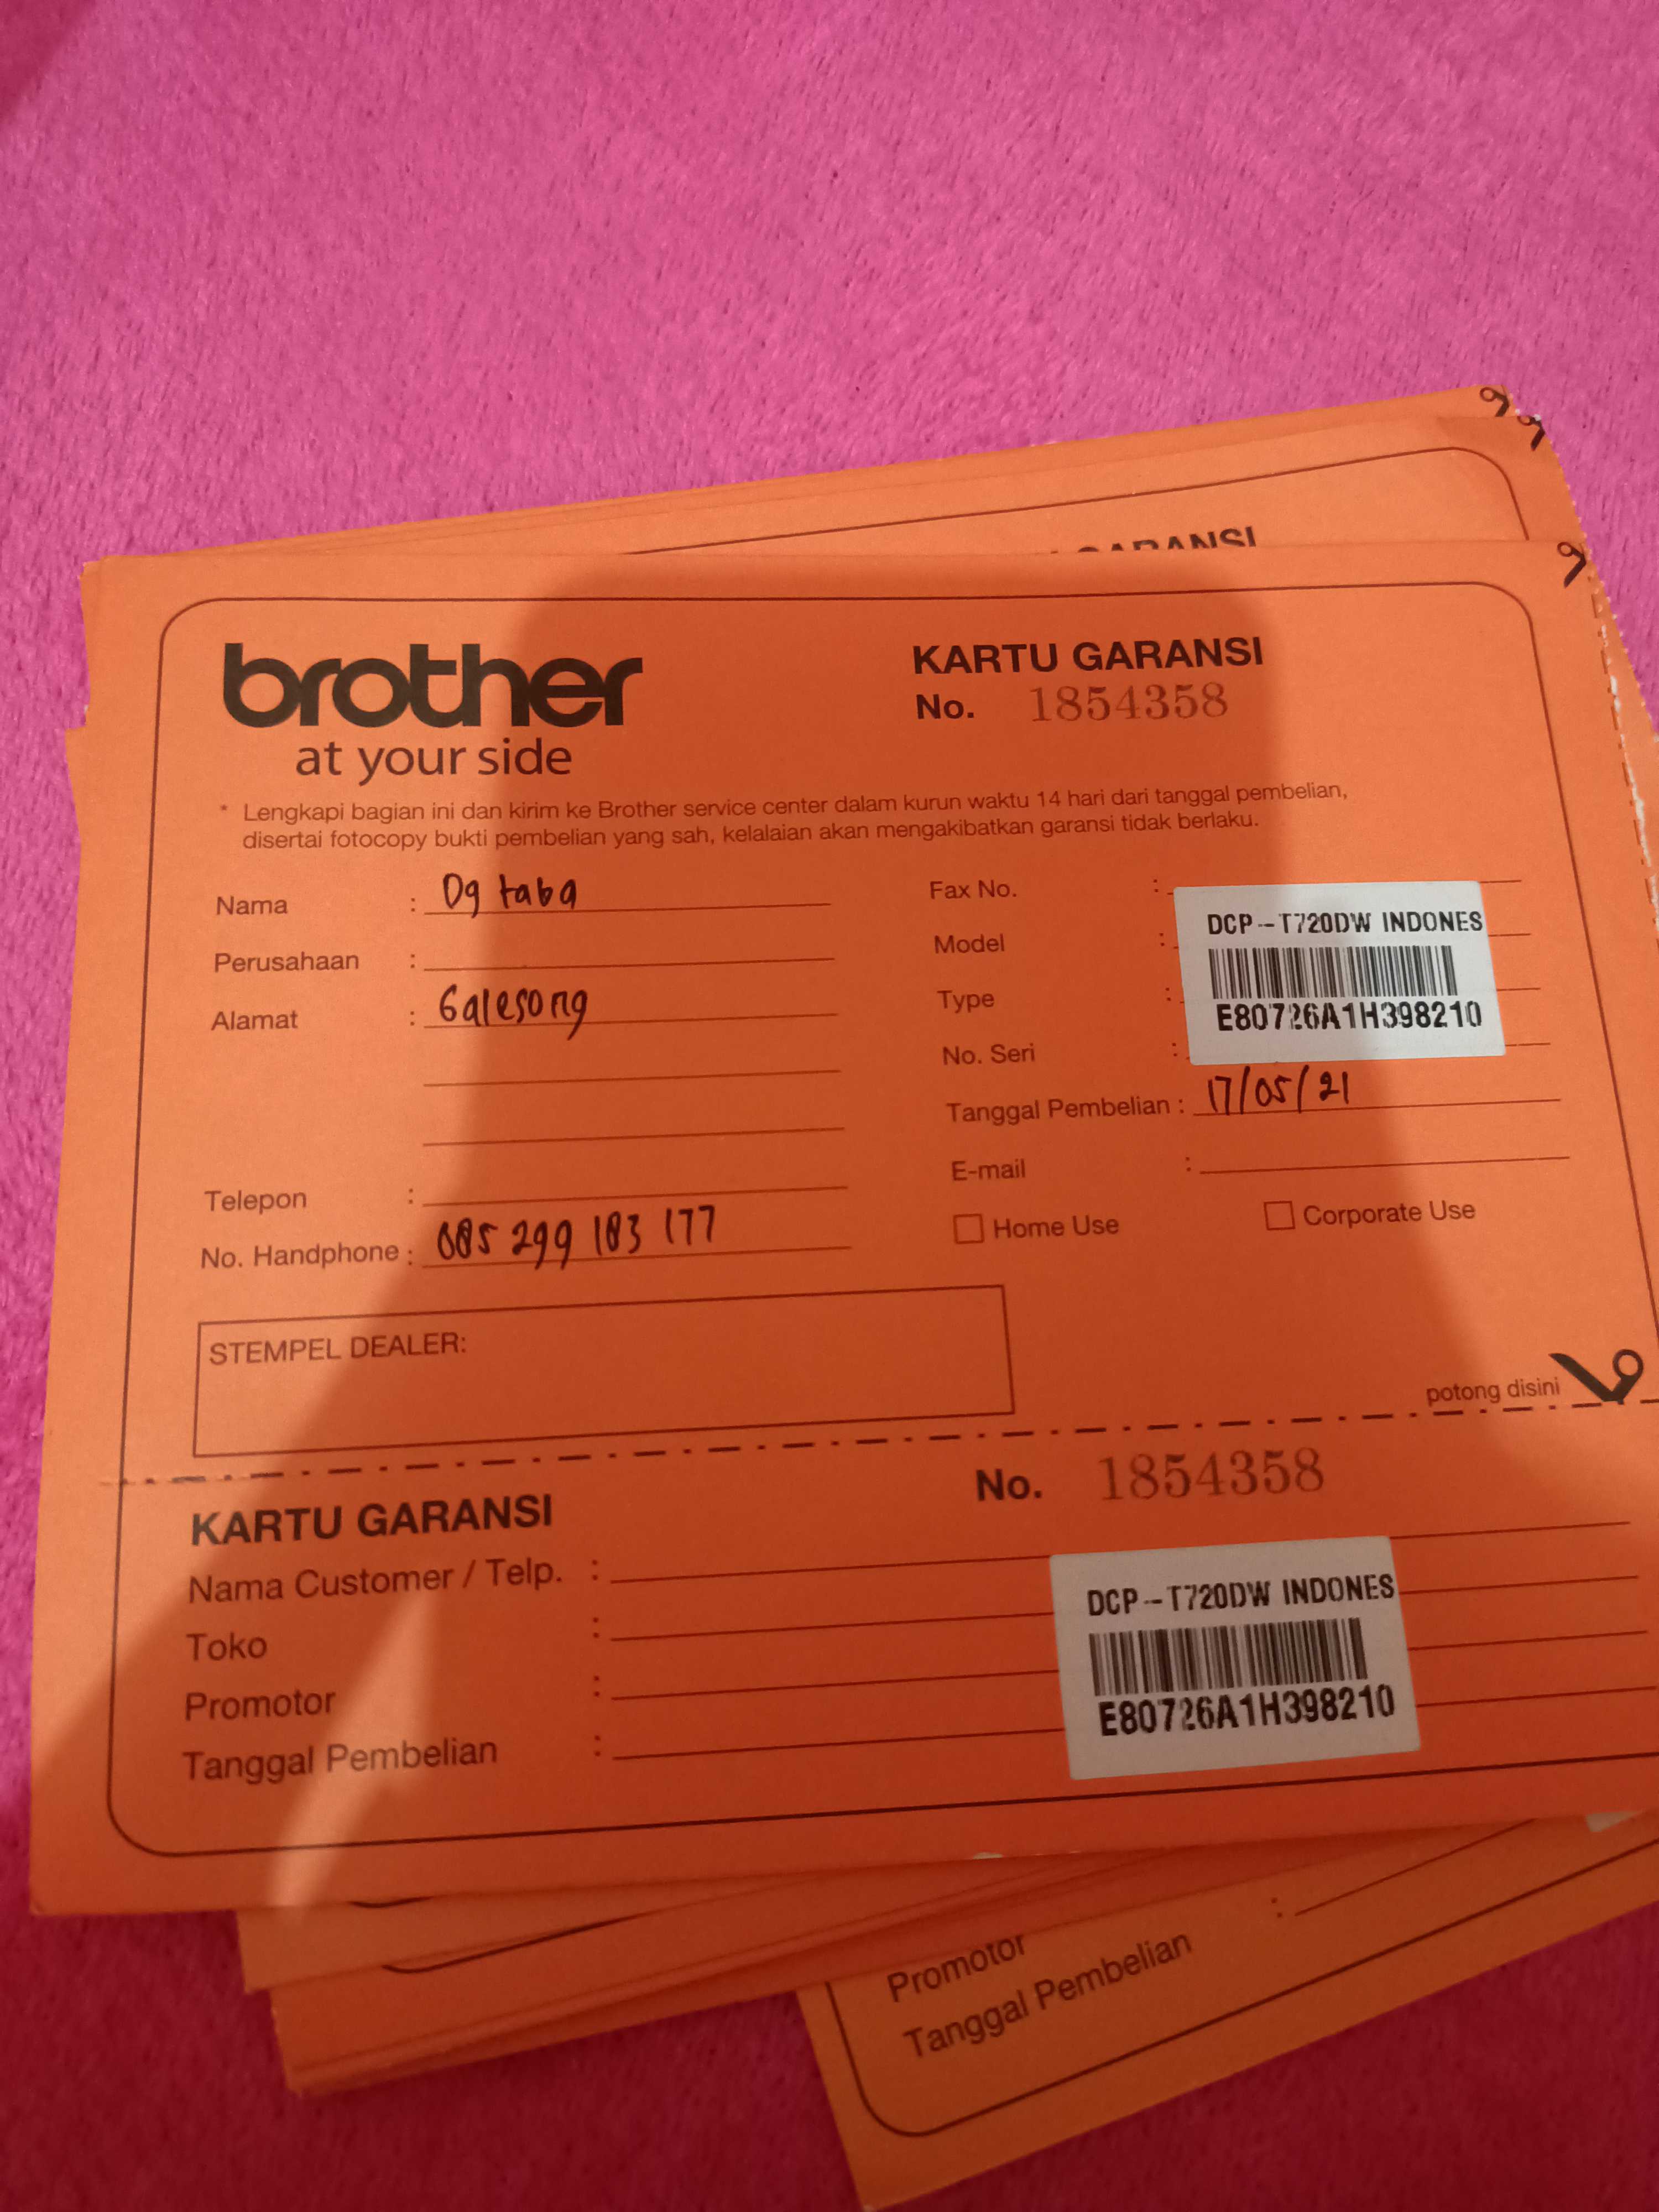 GARANSI
brother
at your side
KARTU GARANSI
No. 1854358
* Lengkapi bagian ini dan kirim ke Brother service center dalam kurun waktu 14 hari dari tanggal pembelian,
disertai fotocopy bukti pembelian yang sah, kelalaian akan mengakibatkan garansi tidak berlaku.
Nama : Dg taba
Perusahaan :
Alamat : Galesong
Telepon :
No. Handphone : 085 299 183 177
Fax No. :
Model :
Type :
No. Seri :
DCP--T720DW INDONES
E80726A1H398210
Tanggal Pembelian : 17/05/21
E-mail :
Home Use
Corporate Use
STEMPEL DEALER:
potong disini
KARTU GARANSI
No. 1854358
Nama Customer / Telp. :
Toko :
Promotor :
Tanggal Pembelian :
DCP--T720DW INDONES
E80726A1H398210
Promotor
Tanggal Pembelian :